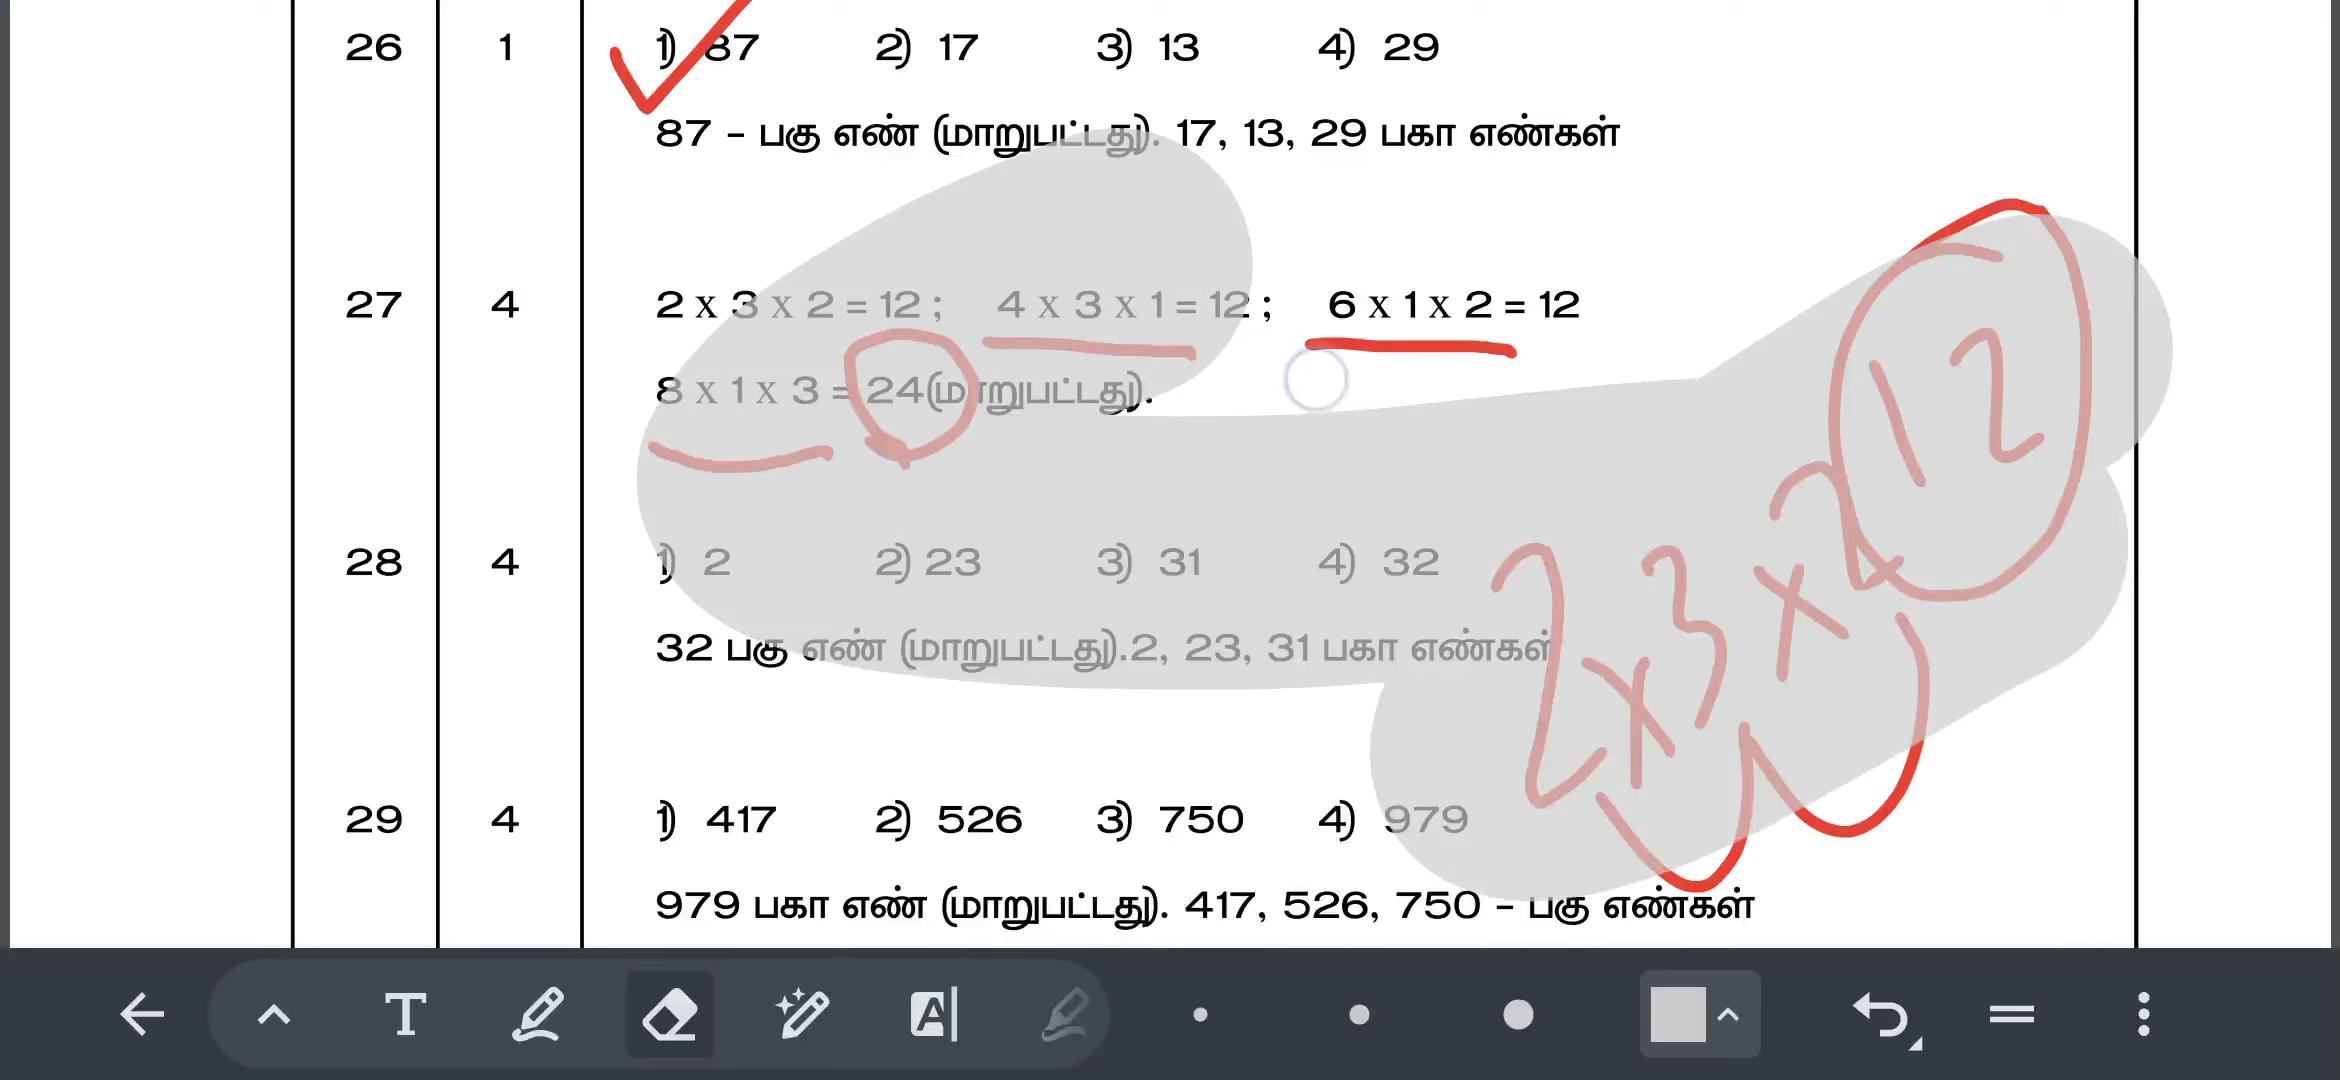 26 1 1) 87 2) 17 3) 13 4) 29
87 - பகு எண் (மாறுபட்டது). 17, 13, 29 பகா எண்கள்
27 4 2 x 3 x 2 = 12 ; 4 x 3 x 1 = 12 ; 6 x 1 x 2 = 12
8 x 1 x 3 = 24(மாறுபட்டது).
12
2x3x2
28 4 1) 2 2) 23 3) 31 4) 32
32 பகு எண் (மாறுபட்டது).2, 23, 31 பகா எண்கள்
29 4 1) 417 2) 526 3) 750 4) 979
979 பகா எண் (மாறுபட்டது). 417, 526, 750 - பகு எண்கள்